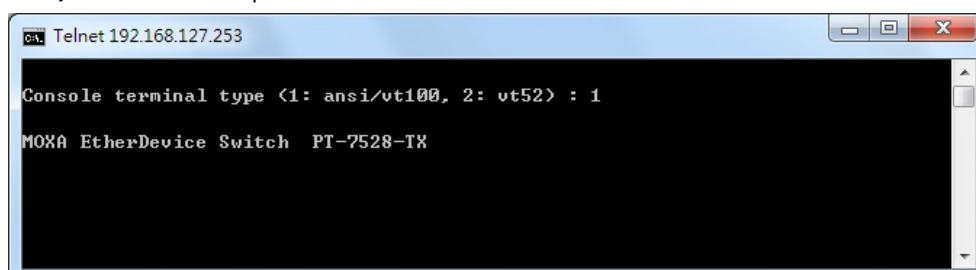 Telnet 192.168.127.253
Console terminal type (1: ansi/vt100, 2: vt52) : 1
MOXA EtherDevice Switch  PT-7528-TX